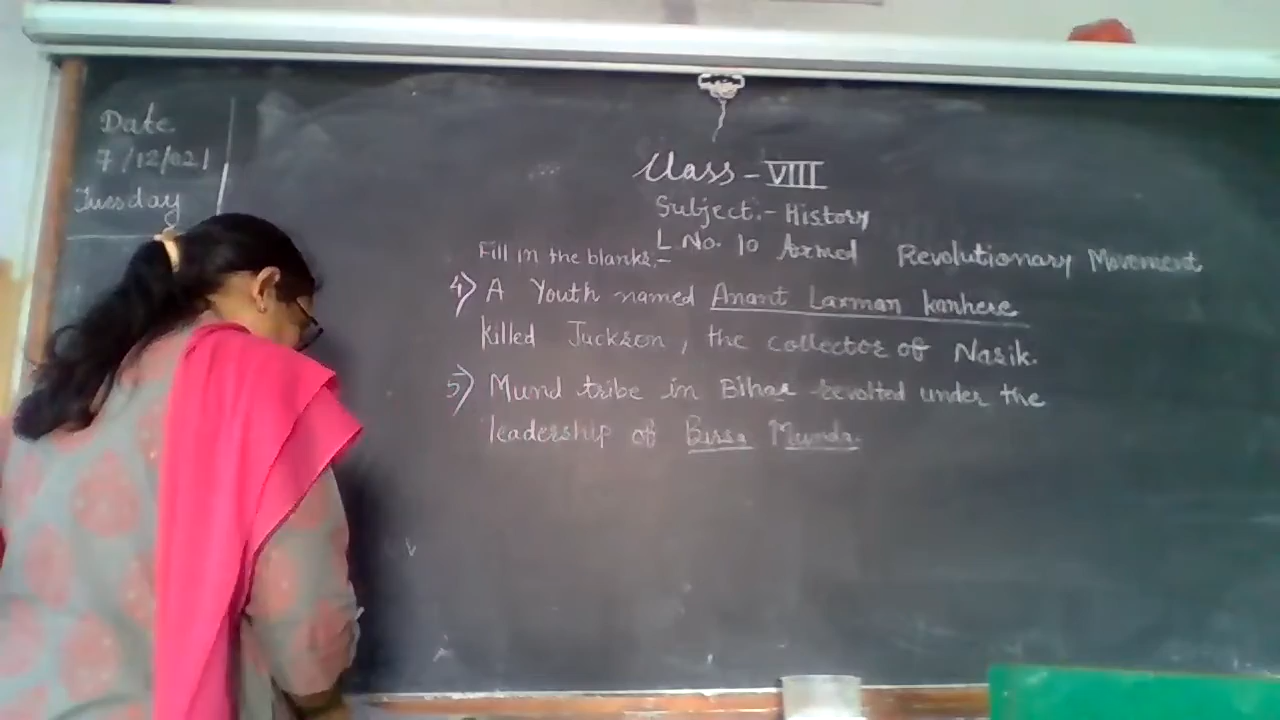 Date
7/12/021
Tuesday
Class - VIII
Subject:- History
L No. 10 Armed Revolutionary Movement
Fill in the blanks:-
4) A Youth named Anant Laxman kanhere
killed Juckson, the collector of Nasik.
5) Mund tribe in Bihar revolted under the
leadership of Birsa Munda.